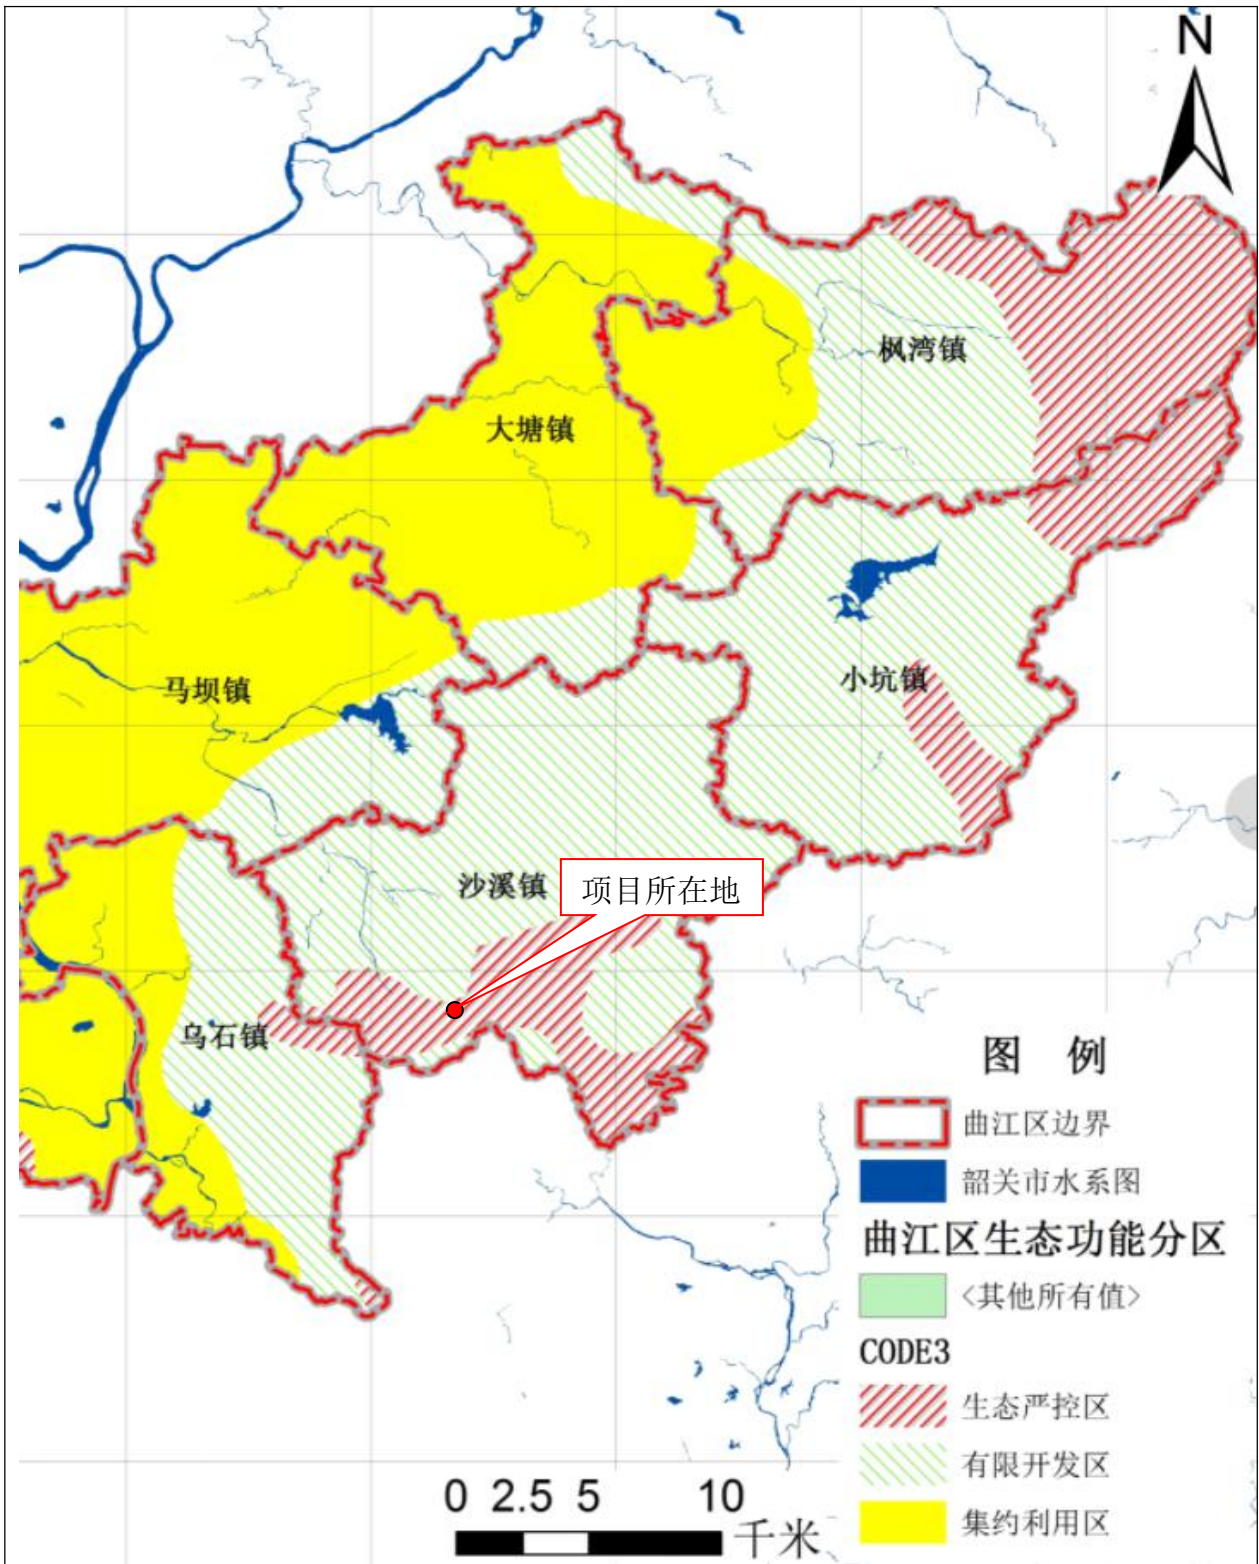 N
枫湾镇
大塘镇
小坑镇
马坝镇
沙溪镇
项目所在地
乌石镇
图 例
曲江区边界
韶关市水系图
曲江区生态功能分区
<其他所有值>
CODE3
生态严控区
有限开发区
集约利用区
0 2.5 5 10
千米